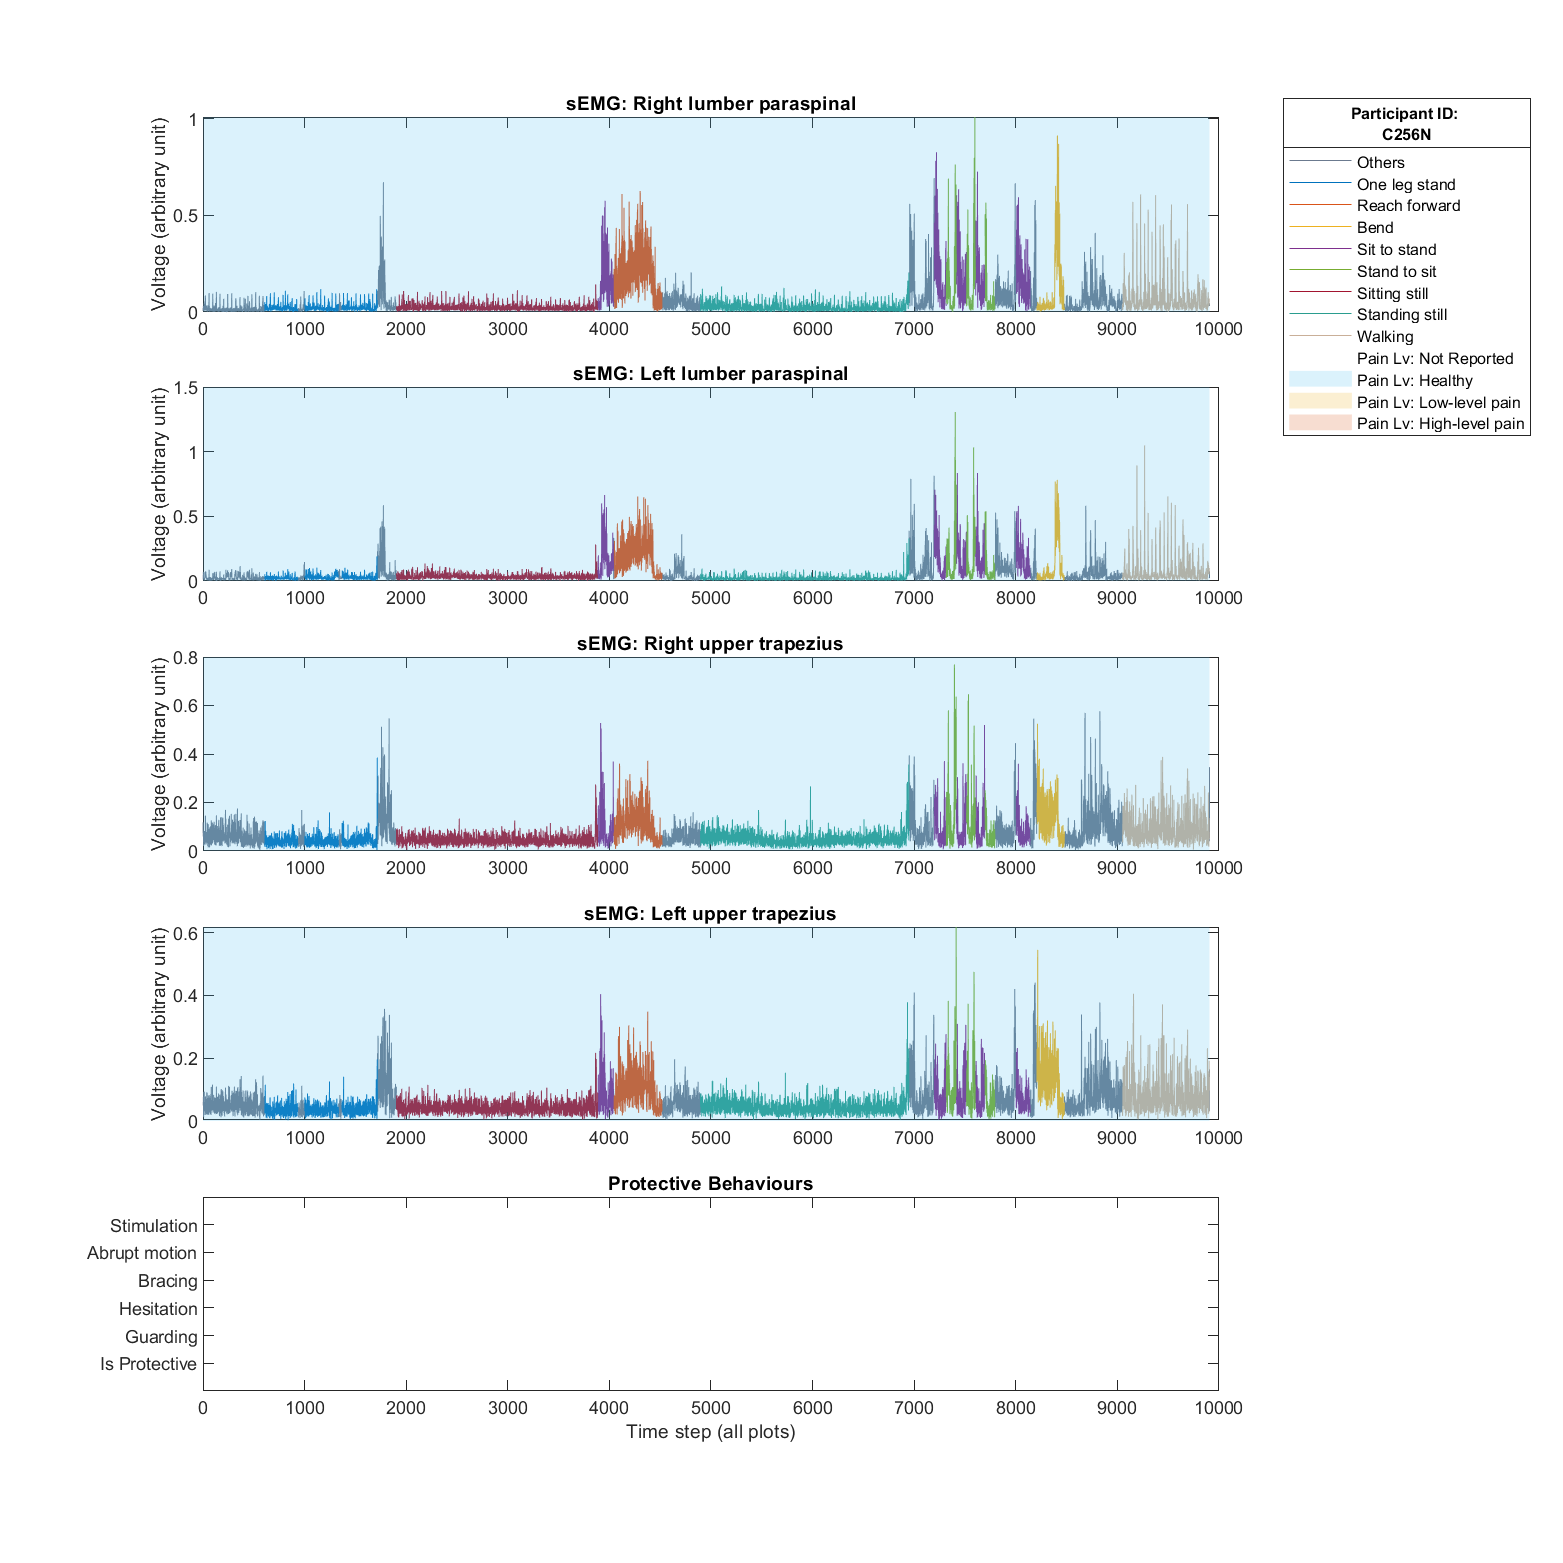 sEMG: Right lumber paraspinal
Voltage (arbitrary unit)
1
0.5
0
0 1000 2000 3000 4000 5000 6000 7000 8000 9000 10000
sEMG: Left lumber paraspinal
Voltage (arbitrary unit)
1.5
1
0.5
0
0 1000 2000 3000 4000 5000 6000 7000 8000 9000 10000
sEMG: Right upper trapezius
Voltage (arbitrary unit)
0.8
0.6
0.4
0.2
0
0 1000 2000 3000 4000 5000 6000 7000 8000 9000 10000
sEMG: Left upper trapezius
Voltage (arbitrary unit)
0.6
0.4
0.2
0
0 1000 2000 3000 4000 5000 6000 7000 8000 9000 10000
Protective Behaviours
Stimulation
Abrupt motion
Bracing
Hesitation
Guarding
Is Protective
0 1000 2000 3000 4000 5000 6000 7000 8000 9000 10000
Time step (all plots)
Participant ID:
C256N
Others
One leg stand
Reach forward
Bend
Sit to stand
Stand to sit
Sitting still
Standing still
Walking
Pain Lv: Not Reported
Pain Lv: Healthy
Pain Lv: Low-level pain
Pain Lv: High-level pain